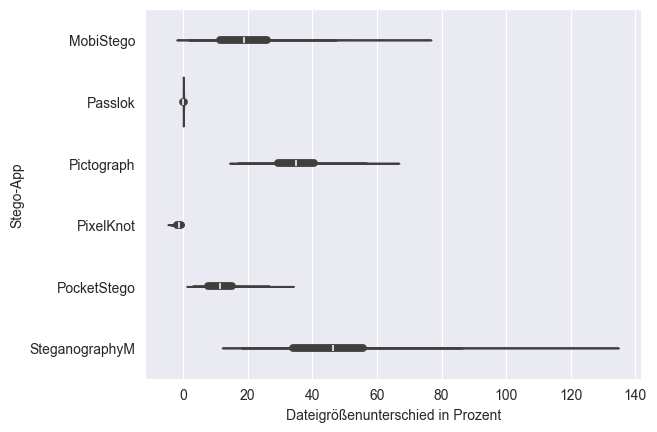 Stego-App
MobiStego
Passlok
Pictograph
PixelKnot
PocketStego
SteganographyM
0 20 40 60 80 100 120 140
Dateigrößenunterschied in Prozent